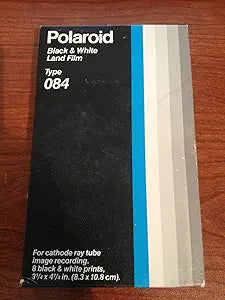 Polaroid
Black & White
Land Film
Type
084
For cathode ray tube
image recording.
8 black & white prints,
3¼ x 4¼ in. (8.3 x 10.8 cm).